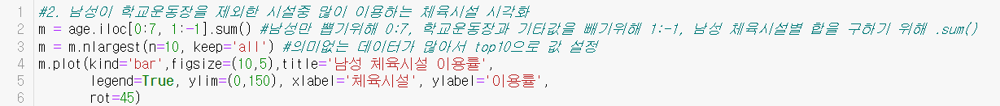 1 #2. 남성이 학교운동장을 제외한 시설중 많이 이용하는 체육시설 시각화
2 m = age.iloc[0:7, 1:-1].sum() #남성만 뽑기위해 0:7, 학교운동장과 기타값을 빼기위해 1:-1, 남성 체육시설별 합을 구하기 위해 .sum()
3 m = m.nlargest(n=10, keep='all') #의미없는 데이터가 많아서 top10으로 값 설정
4 m.plot(kind='bar',figsize=(10,5),title='남성 체육시설 이용률',
5 legend=True, ylim=(0,150), xlabel='체육시설', ylabel='이용률',
6 rot=45)